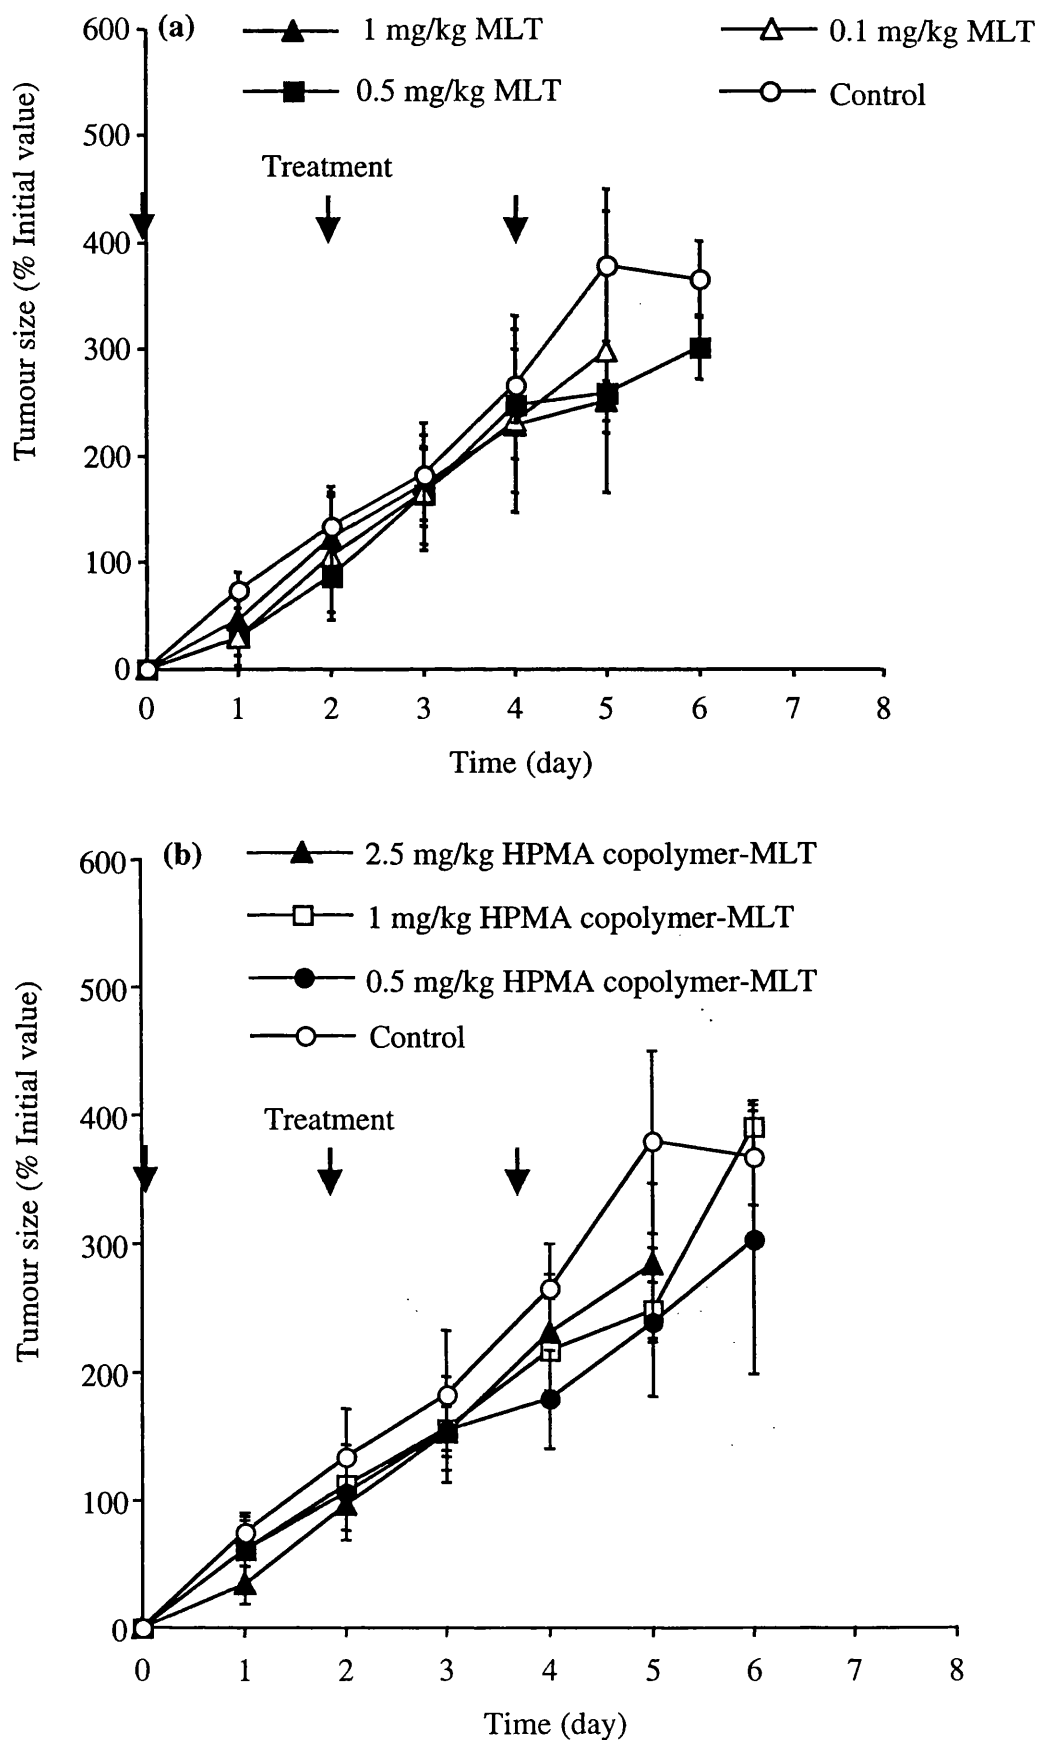 (a)
1 mg/kg MLT
0.1 mg/kg MLT
0.5 mg/kg MLT
Control
Treatment
Tumour size (% Initial value)
600
500
400
300
200
100
0
0 1 2 3 4 5 6 7 8
Time (day)
(b)
2.5 mg/kg HPMA copolymer-MLT
1 mg/kg HPMA copolymer-MLT
0.5 mg/kg HPMA copolymer-MLT
Control
Treatment
Tumour size (% Initial value)
600
500
400
300
200
100
0
0 1 2 3 4 5 6 7 8
Time (day)